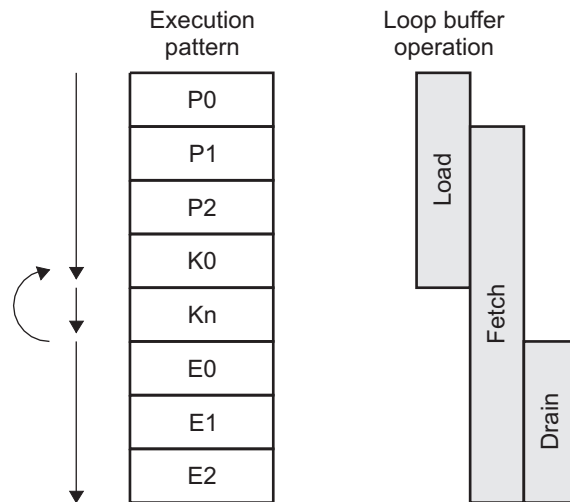 Execution
pattern
Loop buffer
operation
P0
P1
P2
K0
Kn
E0
E1
E2
Load
Fetch
Drain